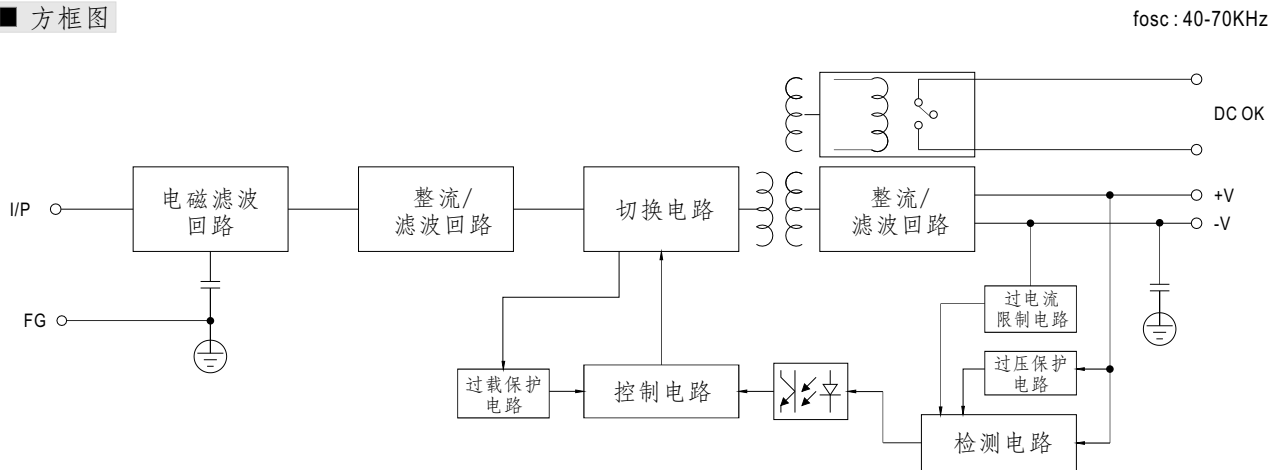 ■ 方框图
fosc : 40-70KHz
DC OK
I/P
电磁滤波
回路
整流/
滤波回路
切换电路
整流/
滤波回路
+V
-V
FG
过电流
限制电路
过载保护
电路
控制电路
过压保护
电路
检测电路